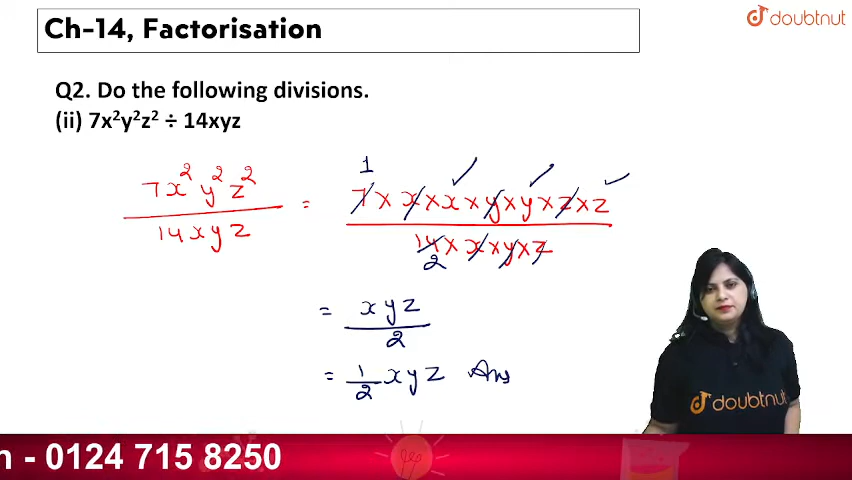 Ch-14, Factorisation
doubtnut
Q2. Do the following divisions.
(ii) 7x²y²z² ÷ 14xyz
1
7x²y²z² = 7 × x × x × y × y × z × z
14xyz 14 × x × y × z
2
= xyz
2
= 1/2 xyz Ans
doubtnut
n - 0124 715 8250